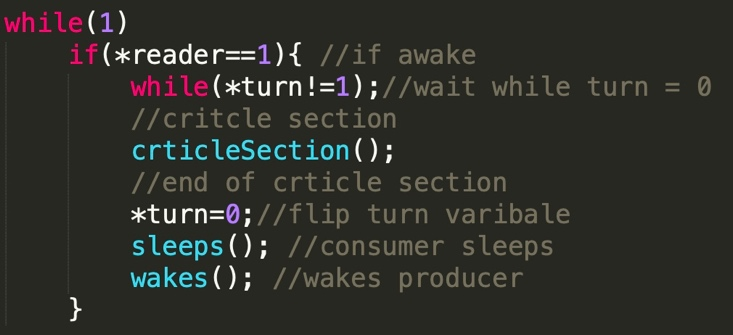 while(1)
if(*reader==1){ //if awake
while(*turn!=1);//wait while turn = 0
//critcle section
crticleSection();
//end of crticle section
*turn=0;//flip turn varibale
sleeps(); //consumer sleeps
wakes(); //wakes producer
}